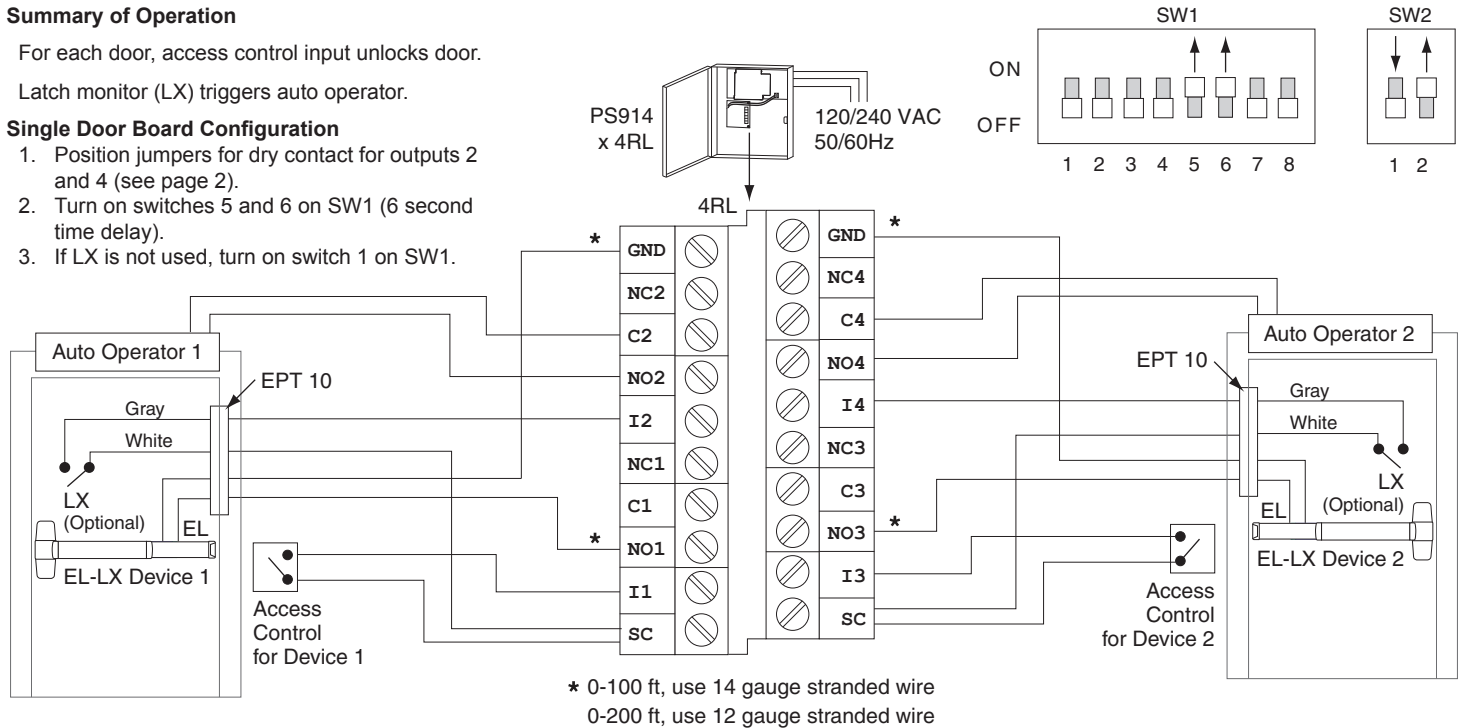 Summary of Operation
For each door, access control input unlocks door.
Latch monitor (LX) triggers auto operator.
Single Door Board Configuration
1. Position jumpers for dry contact for outputs 2
and 4 (see page 2).
2. Turn on switches 5 and 6 on SW1 (6 second
time delay).
3. If LX is not used, turn on switch 1 on SW1.
PS914
x 4RL
120/240 VAC
50/60Hz
SW1
SW2
ON
OFF
1 2 3 4 5 6 7 8
1 2
4RL
*
GND
NC2
C2
NO2
I2
NC1
C1
*
NO1
I1
SC
GND
*
NC4
C4
NO4
I4
NC3
C3
NO3
*
I3
SC
Auto Operator 1
EPT 10
Gray
White
LX
(Optional)
EL
EL-LX Device 1
Access
Control
for Device 1
Auto Operator 2
EPT 10
Gray
White
LX
(Optional)
EL
EL-LX Device 2
Access
Control
for Device 2
* 0-100 ft, use 14 gauge stranded wire
0-200 ft, use 12 gauge stranded wire